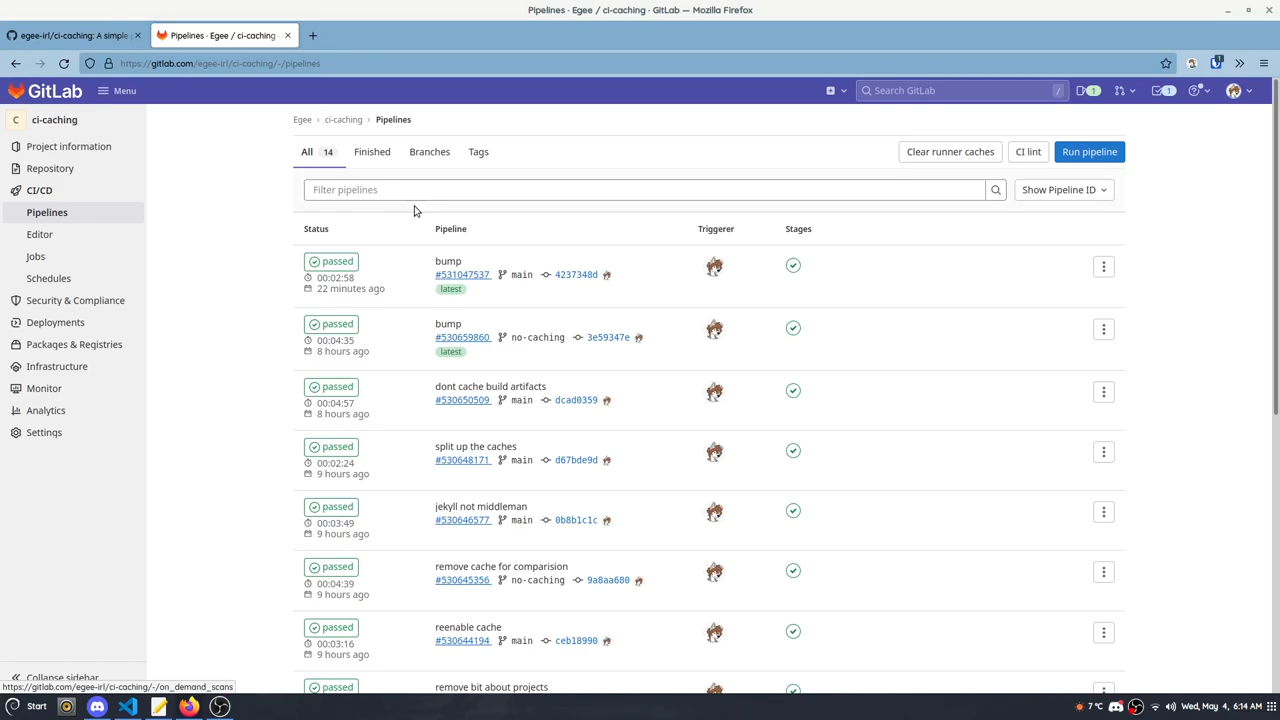 Pipelines · Egee / ci-caching · GitLab — Mozilla Firefox
egee-irl/ci-caching: A simple
Pipelines · Egee / ci-caching
https://gitlab.com/egee-irl/ci-caching/-/pipelines
GitLab
Menu
Search GitLab
/
1
1
C
ci-caching
Project information
Repository
CI/CD
Pipelines
Editor
Jobs
Schedules
Security & Compliance
Deployments
Packages & Registries
Infrastructure
Monitor
Analytics
Settings
Collapse sidebar
https://gitlab.com/egee-irl/ci-caching/-/on_demand_scans
Egee › ci-caching › Pipelines
All 14 Finished Branches Tags
Clear runner caches
CI lint
Run pipeline
Filter pipelines
Show Pipeline ID
Status Pipeline Triggerer Stages
passed
00:02:58
22 minutes ago
bump
#531047537 main 4237348d
latest
passed
00:04:35
8 hours ago
bump
#530659860 no-caching 3e59347e
latest
passed
00:04:57
8 hours ago
dont cache build artifacts
#530650509 main dcad0359
passed
00:02:24
9 hours ago
split up the caches
#530648171 main d67bde9d
passed
00:03:49
9 hours ago
jekyll not middleman
#530646577 main 0b8b1c1c
passed
00:04:39
9 hours ago
remove cache for comparision
#530645356 no-caching 9a8aa680
passed
00:03:16
9 hours ago
reenable cache
#530644194 main ceb18990
passed
remove bit about projects
Start
7 °C
Wed, May 4, 6:14 AM